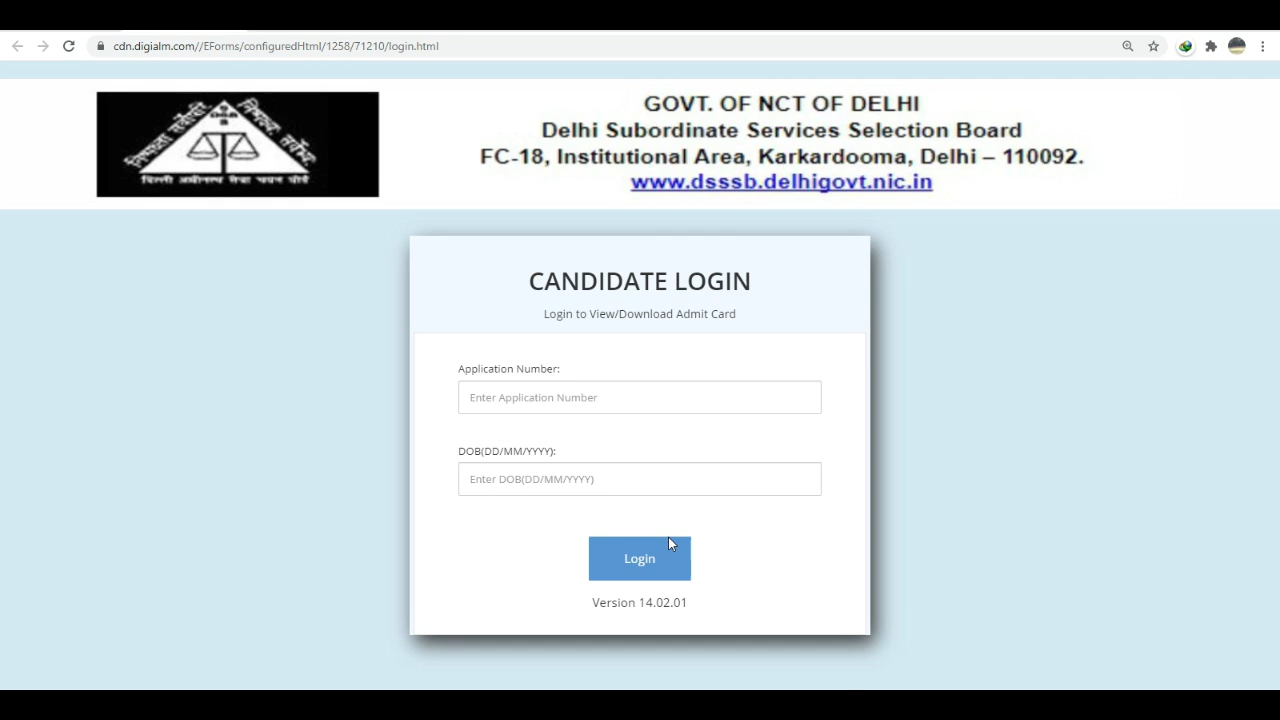 cdn.digialm.com//EForms/configuredHtml/1258/71210/login.html
GOVT. OF NCT OF DELHI
Delhi Subordinate Services Selection Board
FC-18, Institutional Area, Karkardooma, Delhi – 110092.
www.dsssb.delhigovt.nic.in
CANDIDATE LOGIN
Login to View/Download Admit Card
Application Number:
Enter Application Number
DOB(DD/MM/YYYY):
Enter DOB(DD/MM/YYYY)
Login
Version 14.02.01